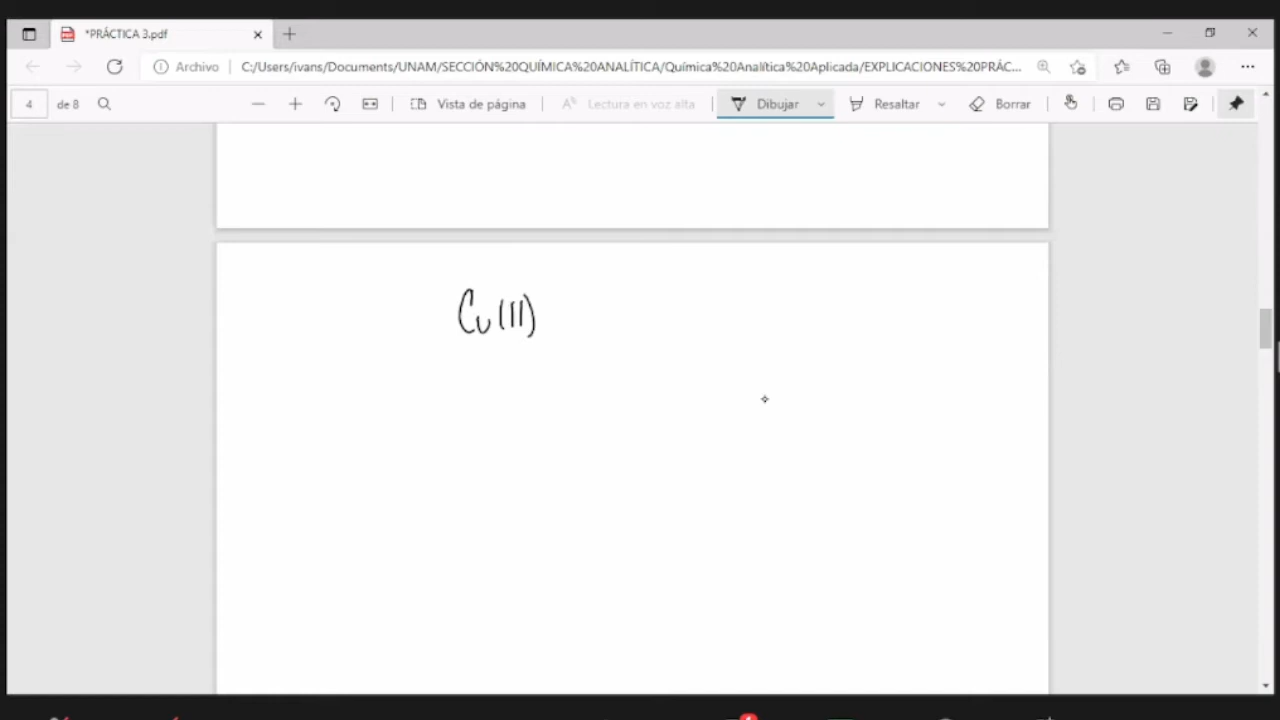 *PRÁCTICA 3.pdf
Archivo
C:/Users/ivans/Documents/UNAM/SECCIÓN%20QUÍMICA%20ANALÍTICA/Química%20Analítica%20Aplicada/EXPLICACIONES%20PRÁC...
4 de 8 Vista de página Lectura en voz alta Dibujar Resaltar Borrar
Cu(II)